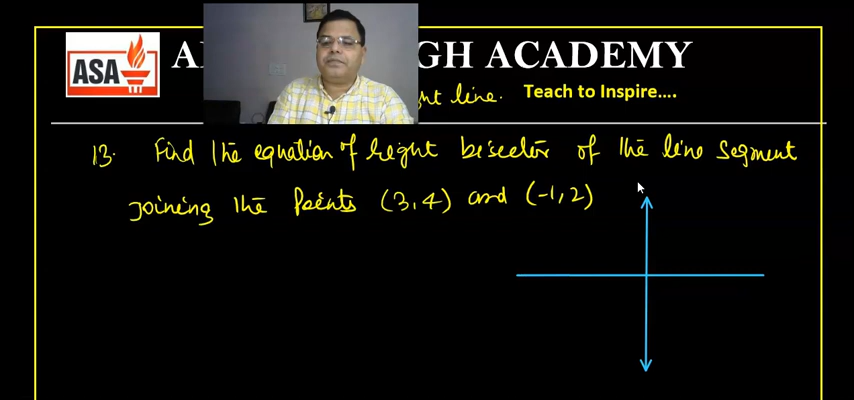 ASA
ACADEMY
line. Teach to Inspire....
13. Find the equation of right bisector of the line segment
joining the points (3,4) and (-1,2)